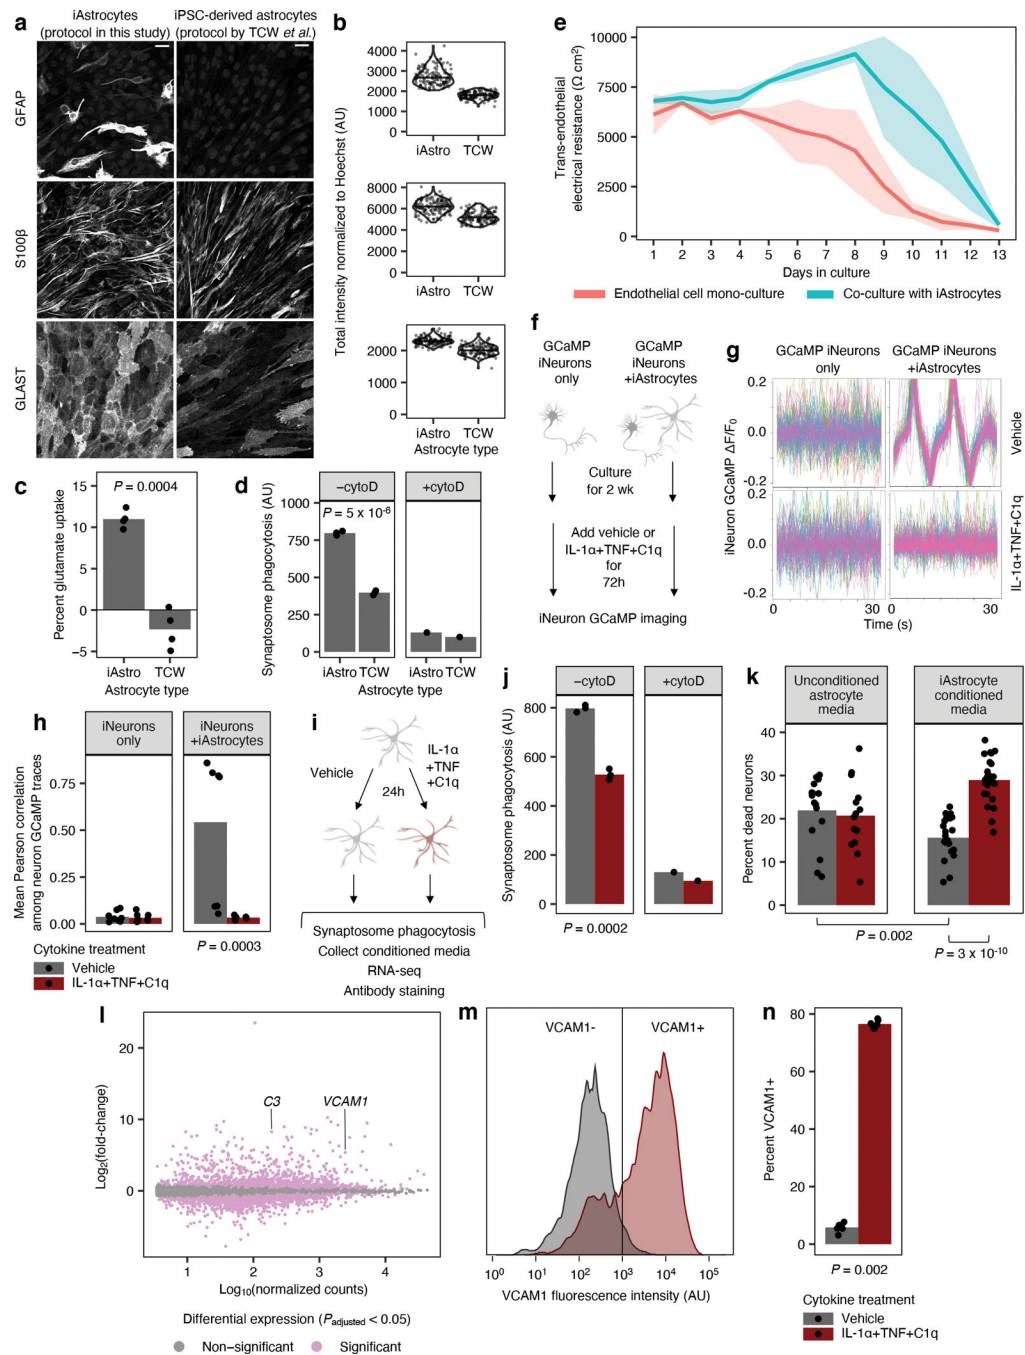 a
iAstrocytes
(protocol in this study)
iPSC-derived astrocytes
(protocol by TCW et al.)
GFAP
S100β
GLAST
b
Total intensity normalized to Hoechst (AU)
4000
3000
2000
1000
0
iAstro TCW
8000
6000
4000
2000
0
iAstro TCW
2000
1000
0
iAstro TCW
Astrocyte type
c
Percent glutamate uptake
P = 0.0004
15
10
5
0
−5
iAstro TCW
Astrocyte type
d
Synaptosome phagocytosis (AU)
−cytoD
+cytoD
P = 5 x 10-6
1000
750
500
250
0
iAstro TCW iAstro TCW
Astrocyte type
e
Trans-endothelial
electrical resistance (Ω cm2)
10000
7500
5000
2500
0
1 2 3 4 5 6 7 8 9 10 11 12 13
Days in culture
Endothelial cell mono-culture
Co-culture with iAstrocytes
f
GCaMP
iNeurons
only
GCaMP
iNeurons
+iAstrocytes
Culture
for 2 wk
Add vehicle or
IL-1α+TNF+C1q
for
72h
iNeuron GCaMP imaging
g
GCaMP iNeurons
only
GCaMP iNeurons
+iAstrocytes
iNeuron GCaMP ΔF/F0
0.2
0.0
-0.2
0.2
0.0
-0.2
0 30 0 30
Time (s)
Vehicle
IL-1α+TNF+C1q
h
Mean Pearson correlation
among neuron GCaMP traces
iNeurons
only
iNeurons
+iAstrocytes
0.75
0.50
0.25
0.00
P = 0.0003
Cytokine treatment
Vehicle
IL-1α+TNF+C1q
i
Vehicle
IL-1α
+TNF
+C1q
24h
Synaptosome phagocytosis
Collect conditioned media
RNA-seq
Antibody staining
j
Synaptosome phagocytosis (AU)
−cytoD
+cytoD
800
600
400
200
0
P = 0.0002
k
Percent dead neurons
Unconditioned
astrocyte
media
iAstrocyte
conditioned
media
40
30
20
10
0
P = 0.002
P = 3 x 10-10
l
Log2(fold-change)
20
10
0
C3
VCAM1
1 2 3 4
Log10(normalized counts)
Differential expression (Padjusted < 0.05)
Non-significant
Significant
m
VCAM1-
VCAM1+
100 101 102 103 104 105
VCAM1 fluorescence intensity (AU)
n
Percent VCAM1+
80
60
40
20
0
P = 0.002
Cytokine treatment
Vehicle
IL-1α+TNF+C1q